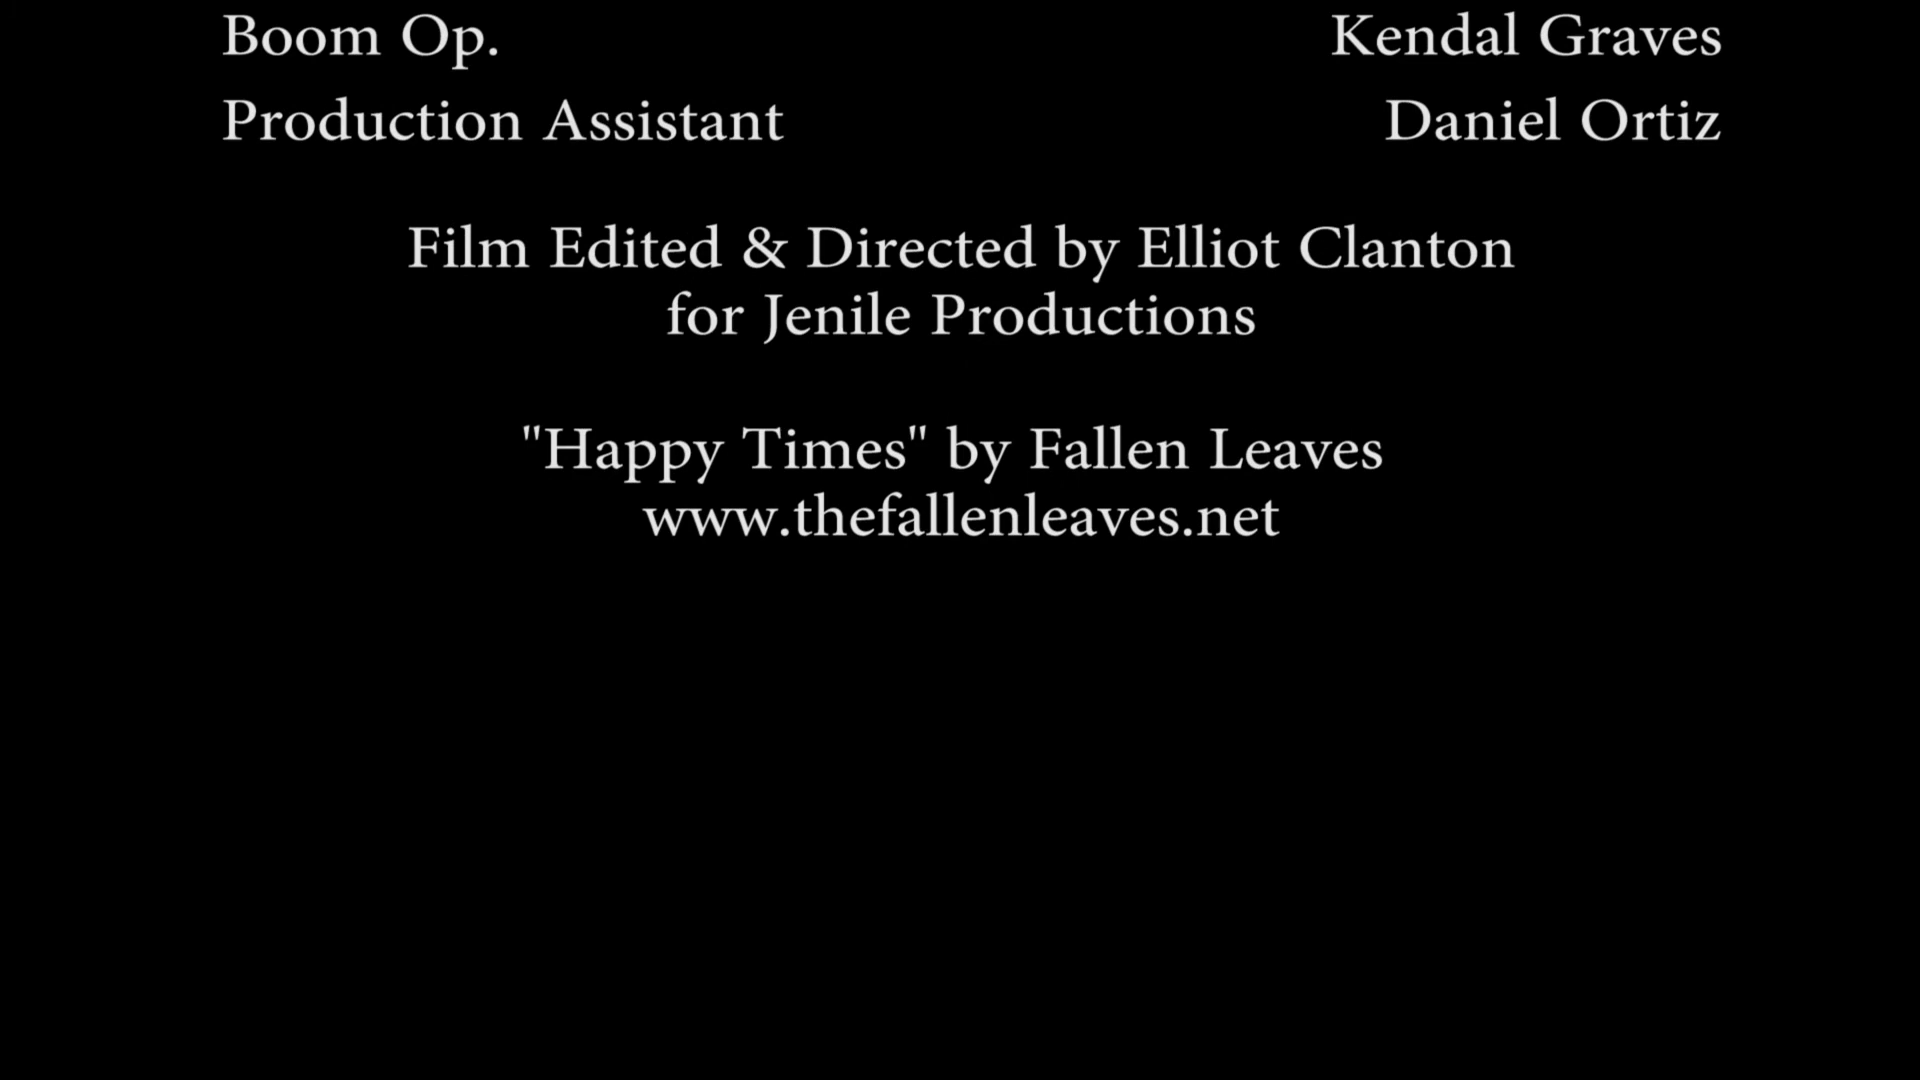 Boom Op. Kendal Graves
Production Assistant Daniel Ortiz
Film Edited & Directed by Elliot Clanton
for Jenile Productions
"Happy Times" by Fallen Leaves
www.thefallenleaves.net